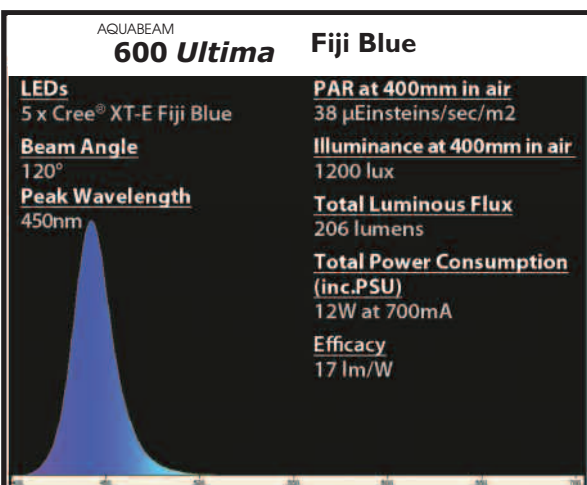 AQUABEAM
600 Ultima Fiji Blue
LEDs
5 x Cree® XT-E Fiji Blue
Beam Angle
120°
Peak Wavelength
450nm
PAR at 400mm in air
38 µEinsteins/sec/m2
Illuminance at 400mm in air
1200 lux
Total Luminous Flux
206 lumens
Total Power Consumption
(inc.PSU)
12W at 700mA
Efficacy
17 lm/W